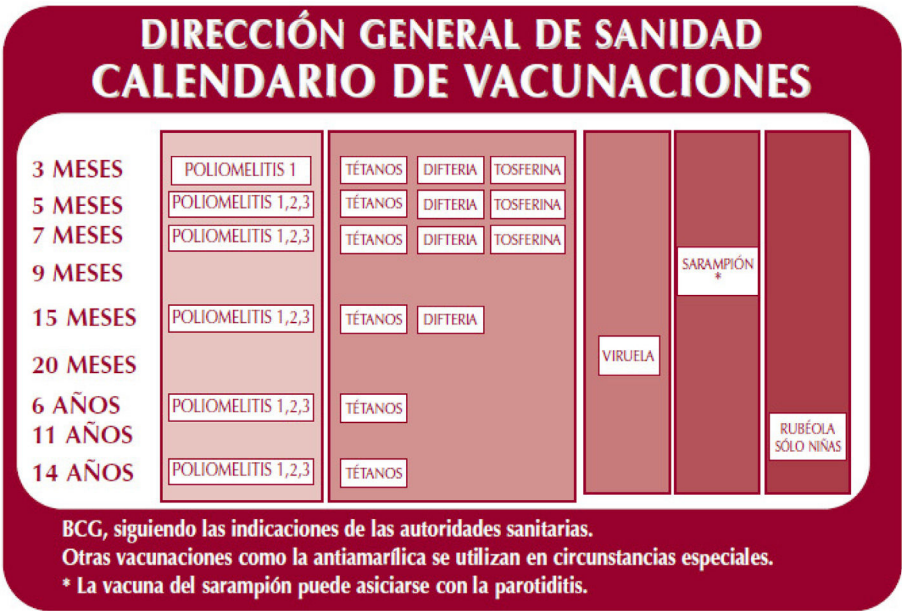 DIRECCIÓN GENERAL DE SANIDAD
CALENDARIO DE VACUNACIONES
3 MESES POLIOMELITIS 1 TÉTANOS DIFTERIA TOSFERINA
5 MESES POLIOMELITIS 1,2,3 TÉTANOS DIFTERIA TOSFERINA
7 MESES POLIOMELITIS 1,2,3 TÉTANOS DIFTERIA TOSFERINA
9 MESES SARAMPIÓN
*
15 MESES POLIOMELITIS 1,2,3 TÉTANOS DIFTERIA
20 MESES VIRUELA
6 AÑOS POLIOMELITIS 1,2,3 TÉTANOS
11 AÑOS RUBÉOLA
SÓLO NIÑAS
14 AÑOS POLIOMELITIS 1,2,3 TÉTANOS
BCG, siguiendo las indicaciones de las autoridades sanitarias.
Otras vacunaciones como la antiamarflica se utilizan en circunstancias especiales.
* La vacuna del sarampión puede asiciarse con la parotiditis.